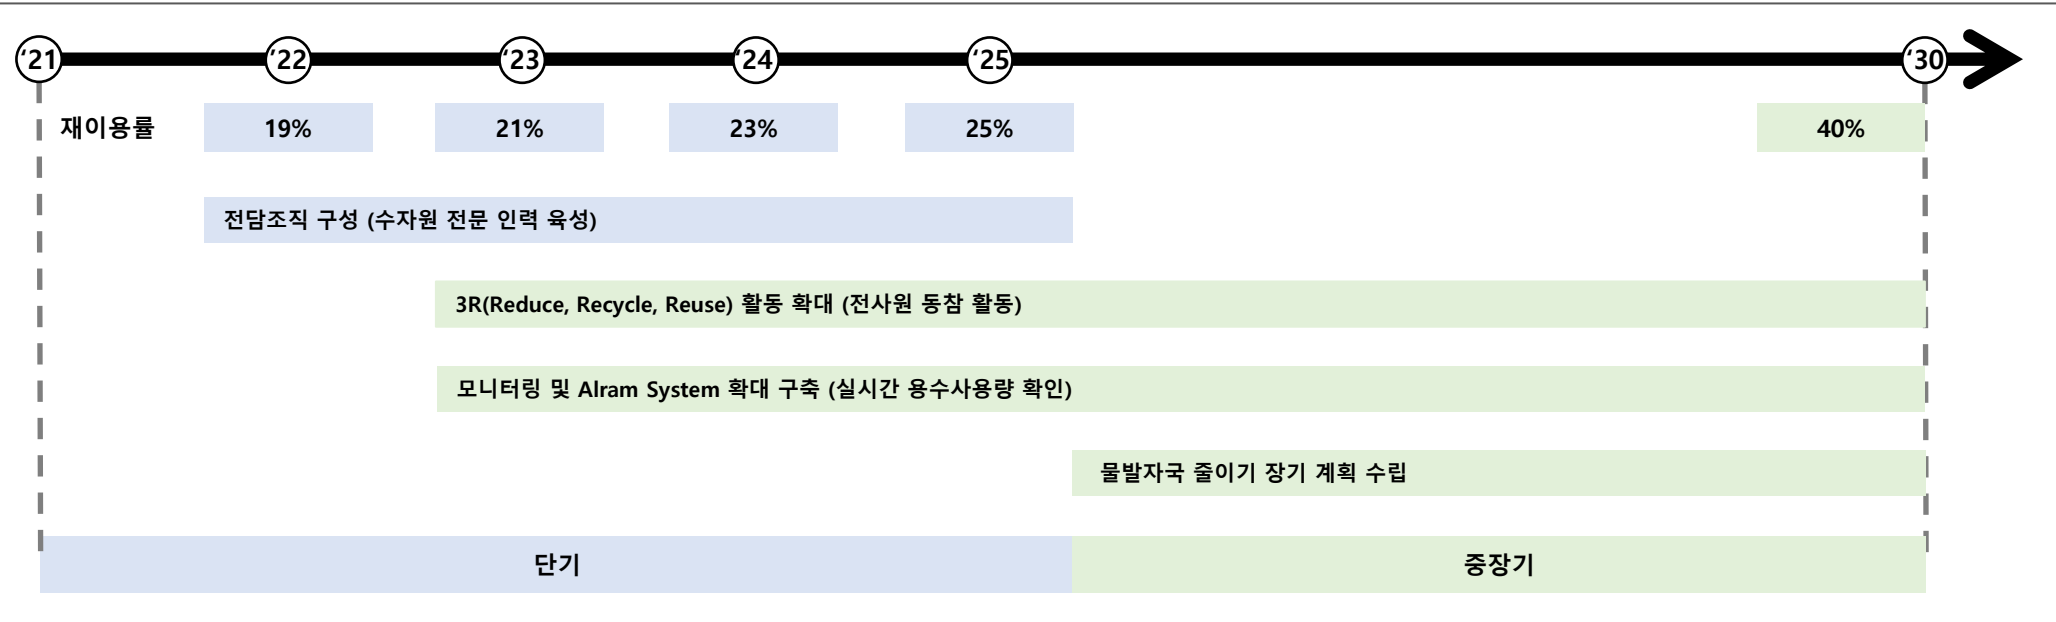 ‘21 ’22 ‘23 ‘24 ‘25 ‘30
재이용률 19% 21% 23% 25% 40%
전담조직 구성 (수자원 전문 인력 육성)
3R(Reduce, Recycle, Reuse) 활동 확대 (전사원 동참 활동)
모니터링 및 Alram System 확대 구축 (실시간 용수사용량 확인)
물발자국 줄이기 장기 계획 수립
단기 중장기